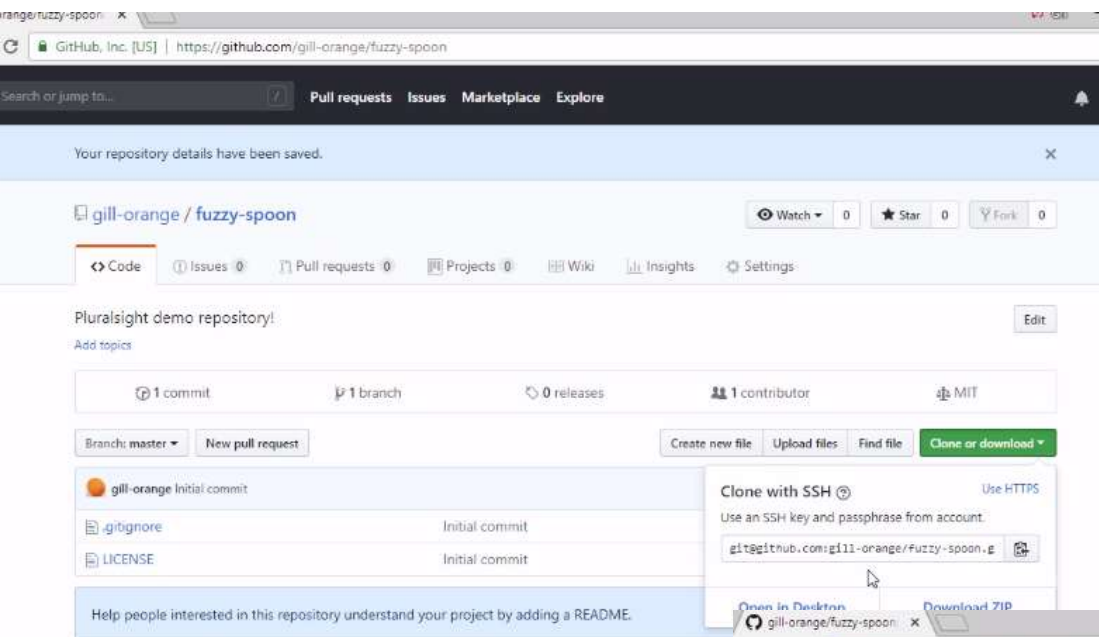 range/fuzzy-spoon
GitHub, Inc. [US] | https://github.com/gill-orange/fuzzy-spoon
Search or jump to... /
Pull requests Issues Marketplace Explore
Your repository details have been saved.
gill-orange / fuzzy-spoon
Watch 0 Star 0 Fork 0
Code Issues 0 Pull requests 0 Projects 0 Wiki Insights Settings
Pluralsight demo repository!
Edit
Add topics
1 commit 1 branch 0 releases 1 contributor MIT
Branch: master New pull request Create new file Upload files Find file Clone or download
gill-orange Initial commit
.gitignore Initial commit
LICENSE Initial commit
Clone with SSH
Use HTTPS
Use an SSH key and passphrase from account.
git@github.com:gill-orange/fuzzy-spoon.g
Open in Desktop Download ZIP
Help people interested in this repository understand your project by adding a README.
gill-orange/fuzzy-spoon